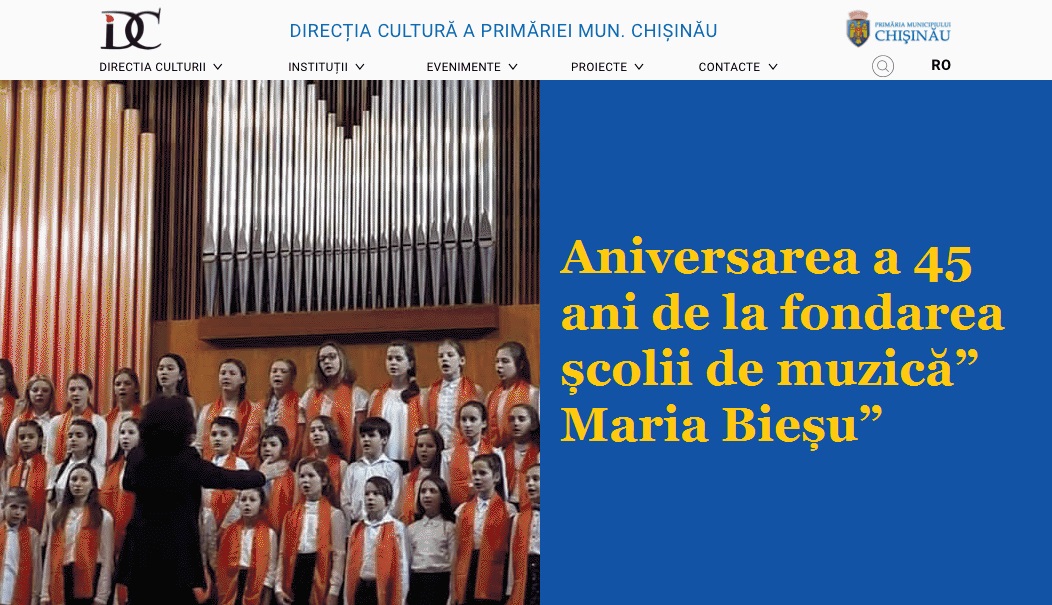 DC
DIRECȚIA CULTURĂ A PRIMĂRIEI MUN. CHIȘINĂU
PRIMĂRIA MUNICIPIULUI
CHIŞINĂU
DIRECTIA CULTURII
INSTITUȚII
EVENIMENTE
PROIECTE
CONTACTE
RO
Aniversarea a 45
ani de la fondarea
școlii de muzică”
Maria Bieșu”